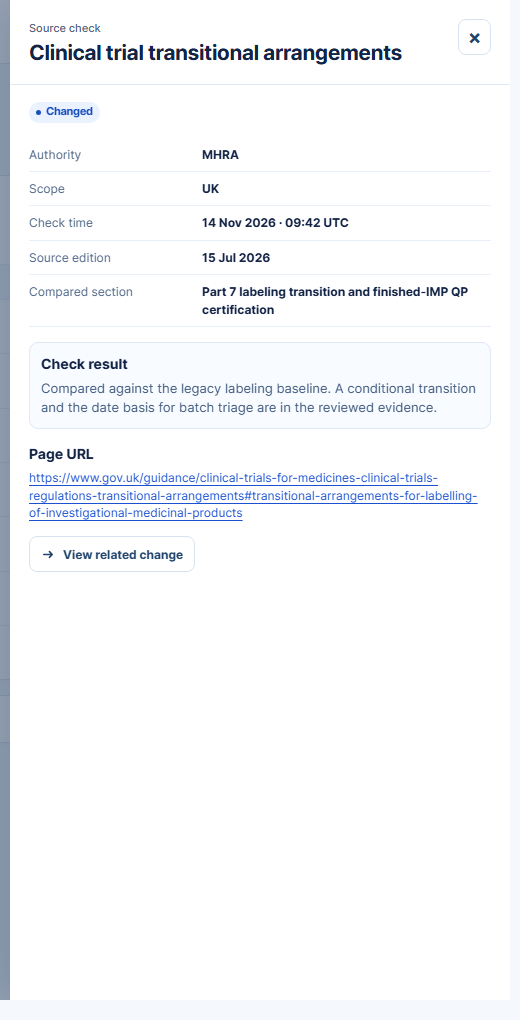 Source check
Clinical trial transitional arrangements
Changed
Authority MHRA
Scope UK
Check time 14 Nov 2026 · 09:42 UTC
Source edition 15 Jul 2026
Compared section Part 7 labeling transition and finished-IMP QP
certification
Check result
Compared against the legacy labeling baseline. A conditional transition
and the date basis for batch triage are in the reviewed evidence.
Page URL
https://www.gov.uk/guidance/clinical-trials-for-medicines-clinical-trials-
regulations-transitional-arrangements#transitional-arrangements-for-labelling-
of-investigational-medicinal-products
View related change